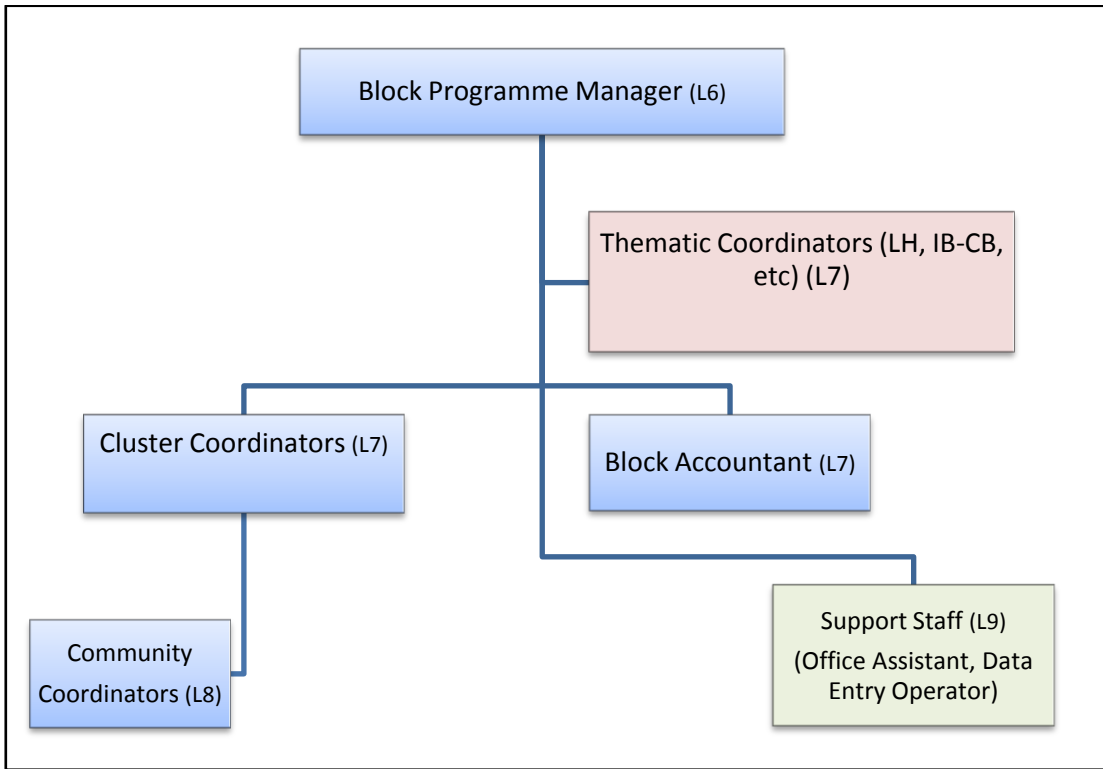 Block Programme Manager (L6)
Thematic Coordinators (LH, IB-CB,
etc) (L7)
Cluster Coordinators (L7)
Block Accountant (L7)
Community
Coordinators (L8)
Support Staff (L9)
(Office Assistant, Data
Entry Operator)